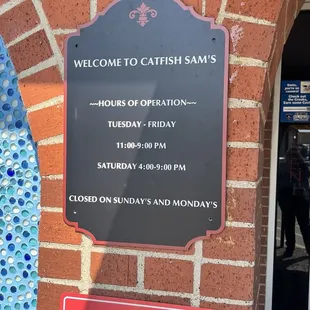 WELCOME TO CATFISH SAM'S
HOURS OF OPERATION
TUESDAY - FRIDAY
11:00-9:00 PM
SATURDAY 4:00-9:00 PM
CLOSED ON SUNDAY'S AND MONDAY'S